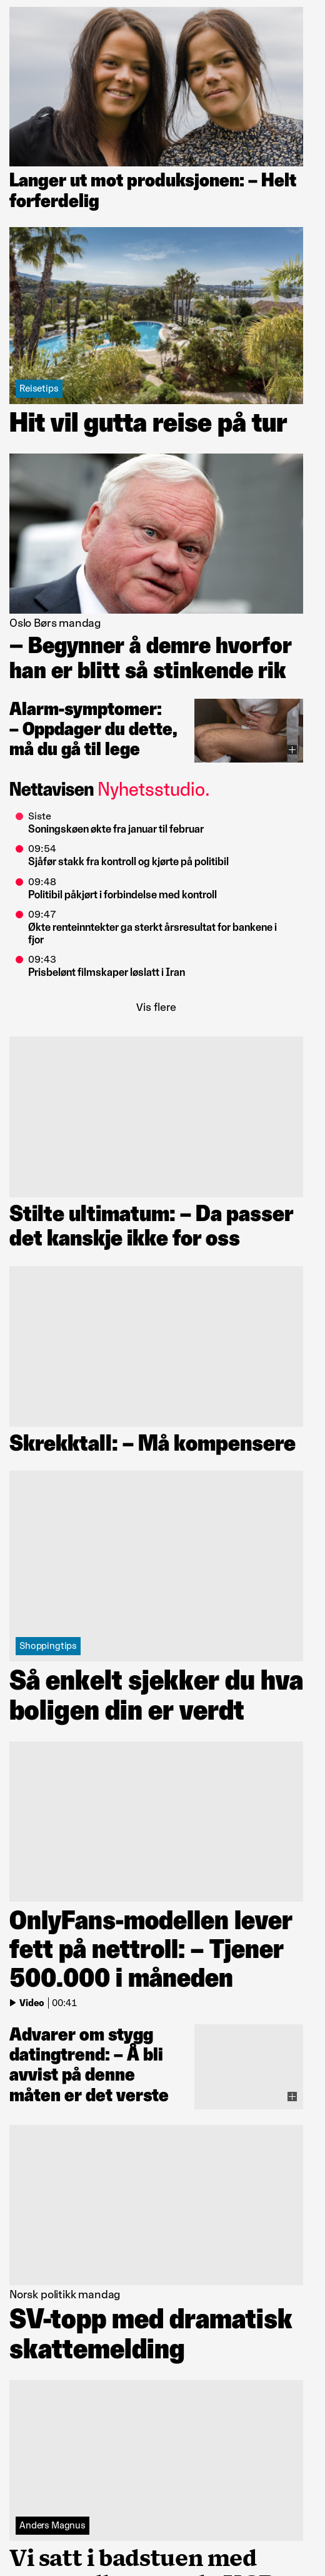 Langer ut mot produksjonen: – Helt
forferdelig
Reisetips
Hit vil gutta reise på tur
Oslo Børs mandag
– Begynner å demre hvorfor
han er blitt så stinkende rik
Alarm-symptomer:
– Oppdager du dette,
må du gå til lege
Nettavisen Nyhetsstudio.
Siste
Soningskøen økte fra januar til februar
09:54
Sjåfør stakk fra kontroll og kjørte på politibil
09:48
Politibil påkjørt i forbindelse med kontroll
09:47
Økte renteinntekter ga sterkt årsresultat for bankene i
fjor
09:43
Prisbelønt filmskaper løslatt i Iran
Vis flere
Stilte ultimatum: – Da passer
det kanskje ikke for oss
Skrekktall: – Må kompensere
Shoppingtips
Så enkelt sjekker du hva
boligen din er verdt
OnlyFans-modellen lever
fett på nettroll: – Tjener
500.000 i måneden
Video 00:41
Advarer om stygg
datingtrend: – Å bli
avvist på denne
måten er det verste
Norsk politikk mandag
SV-topp med dramatisk
skattemelding
Anders Magnus
Vi satt i badstuen med